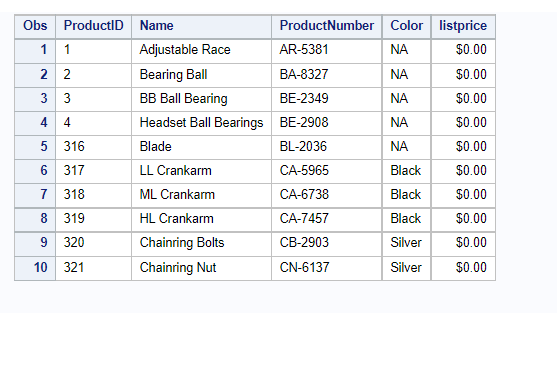 Obs ProductID Name ProductNumber Color listprice
1 1 Adjustable Race AR-5381 NA $0.00
2 2 Bearing Ball BA-8327 NA $0.00
3 3 BB Ball Bearing BE-2349 NA $0.00
4 4 Headset Ball Bearings BE-2908 NA $0.00
5 316 Blade BL-2036 NA $0.00
6 317 LL Crankarm CA-5965 Black $0.00
7 318 ML Crankarm CA-6738 Black $0.00
8 319 HL Crankarm CA-7457 Black $0.00
9 320 Chainring Bolts CB-2903 Silver $0.00
10 321 Chainring Nut CN-6137 Silver $0.00